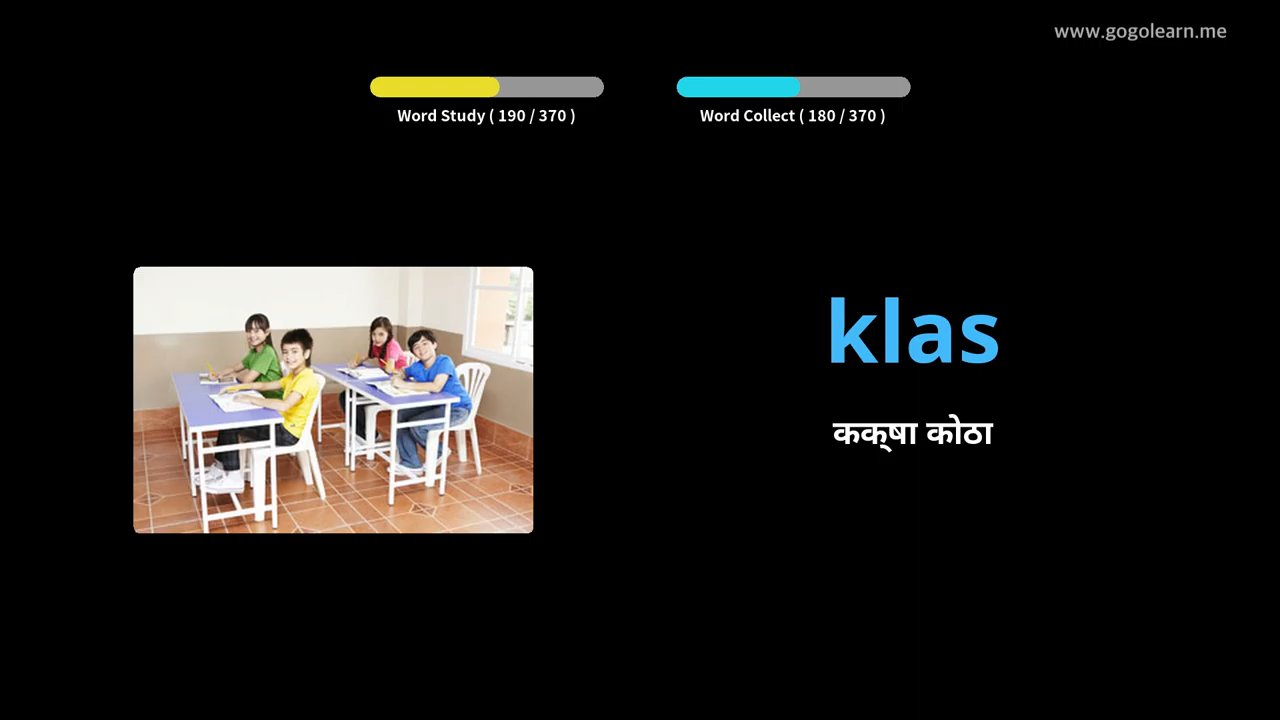 www.gogolearn.me
Word Study ( 190 / 370 )
Word Collect ( 180 / 370 )
klas
कक्षा कोठा